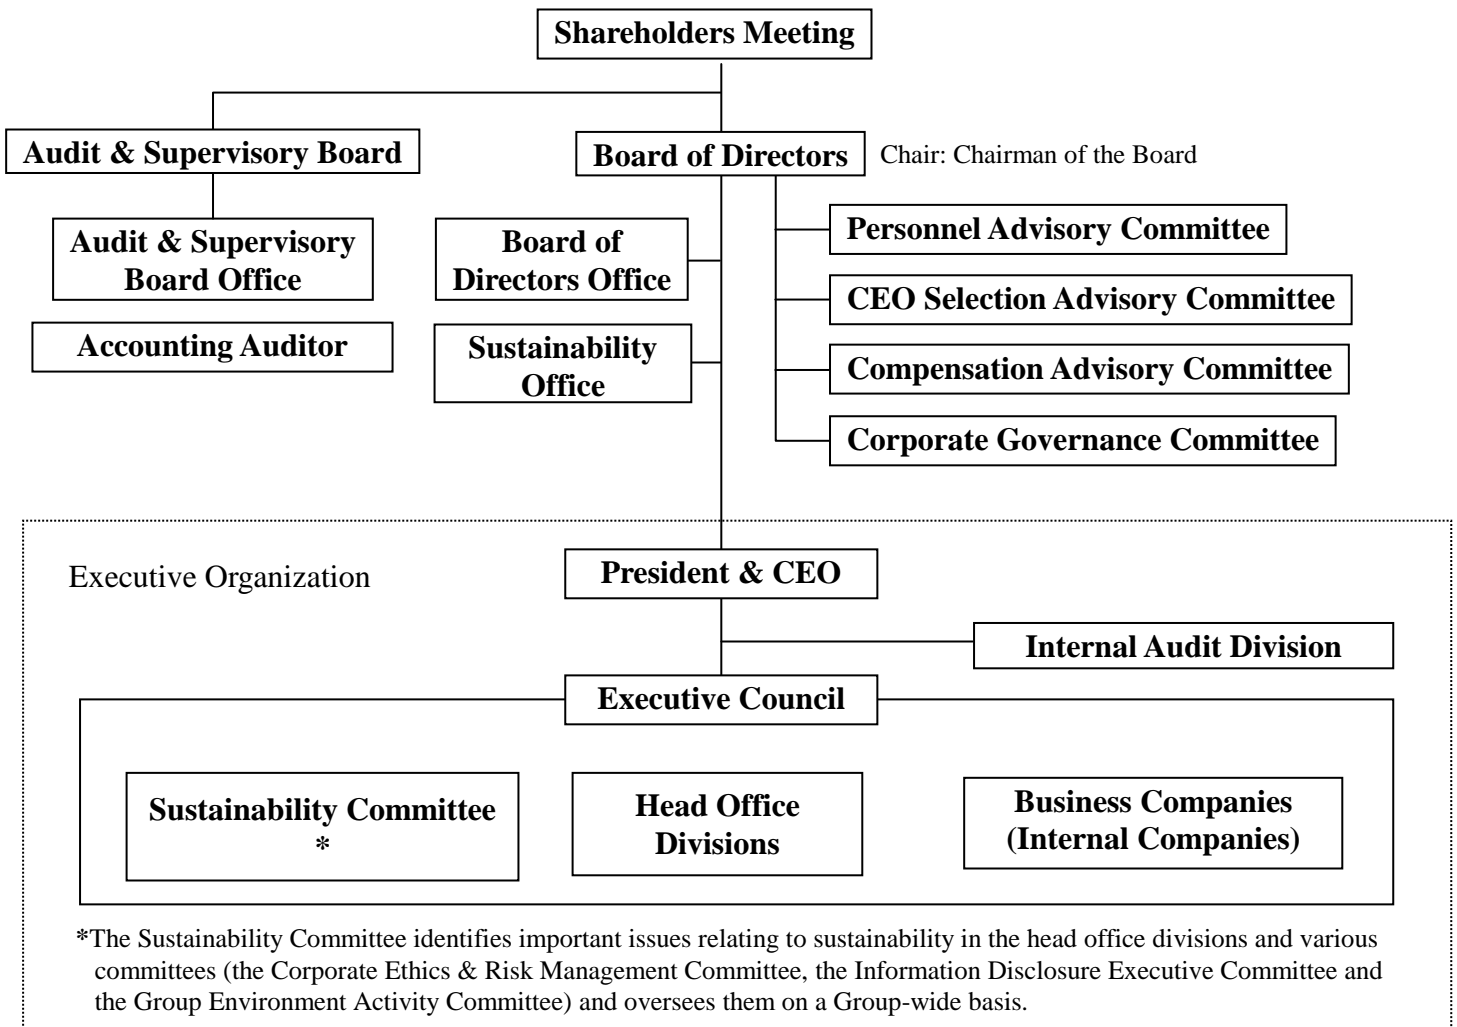 Shareholders Meeting
Audit & Supervisory Board
Board of Directors
Chair: Chairman of the Board
Audit & Supervisory
Board Office
Accounting Auditor
Board of
Directors Office
Sustainability
Office
Personnel Advisory Committee
CEO Selection Advisory Committee
Compensation Advisory Committee
Corporate Governance Committee
Executive Organization
President & CEO
Internal Audit Division
Executive Council
Sustainability Committee
*
Head Office
Divisions
Business Companies
(Internal Companies)
*The Sustainability Committee identifies important issues relating to sustainability in the head office divisions and various
committees (the Corporate Ethics & Risk Management Committee, the Information Disclosure Executive Committee and
the Group Environment Activity Committee) and oversees them on a Group-wide basis.